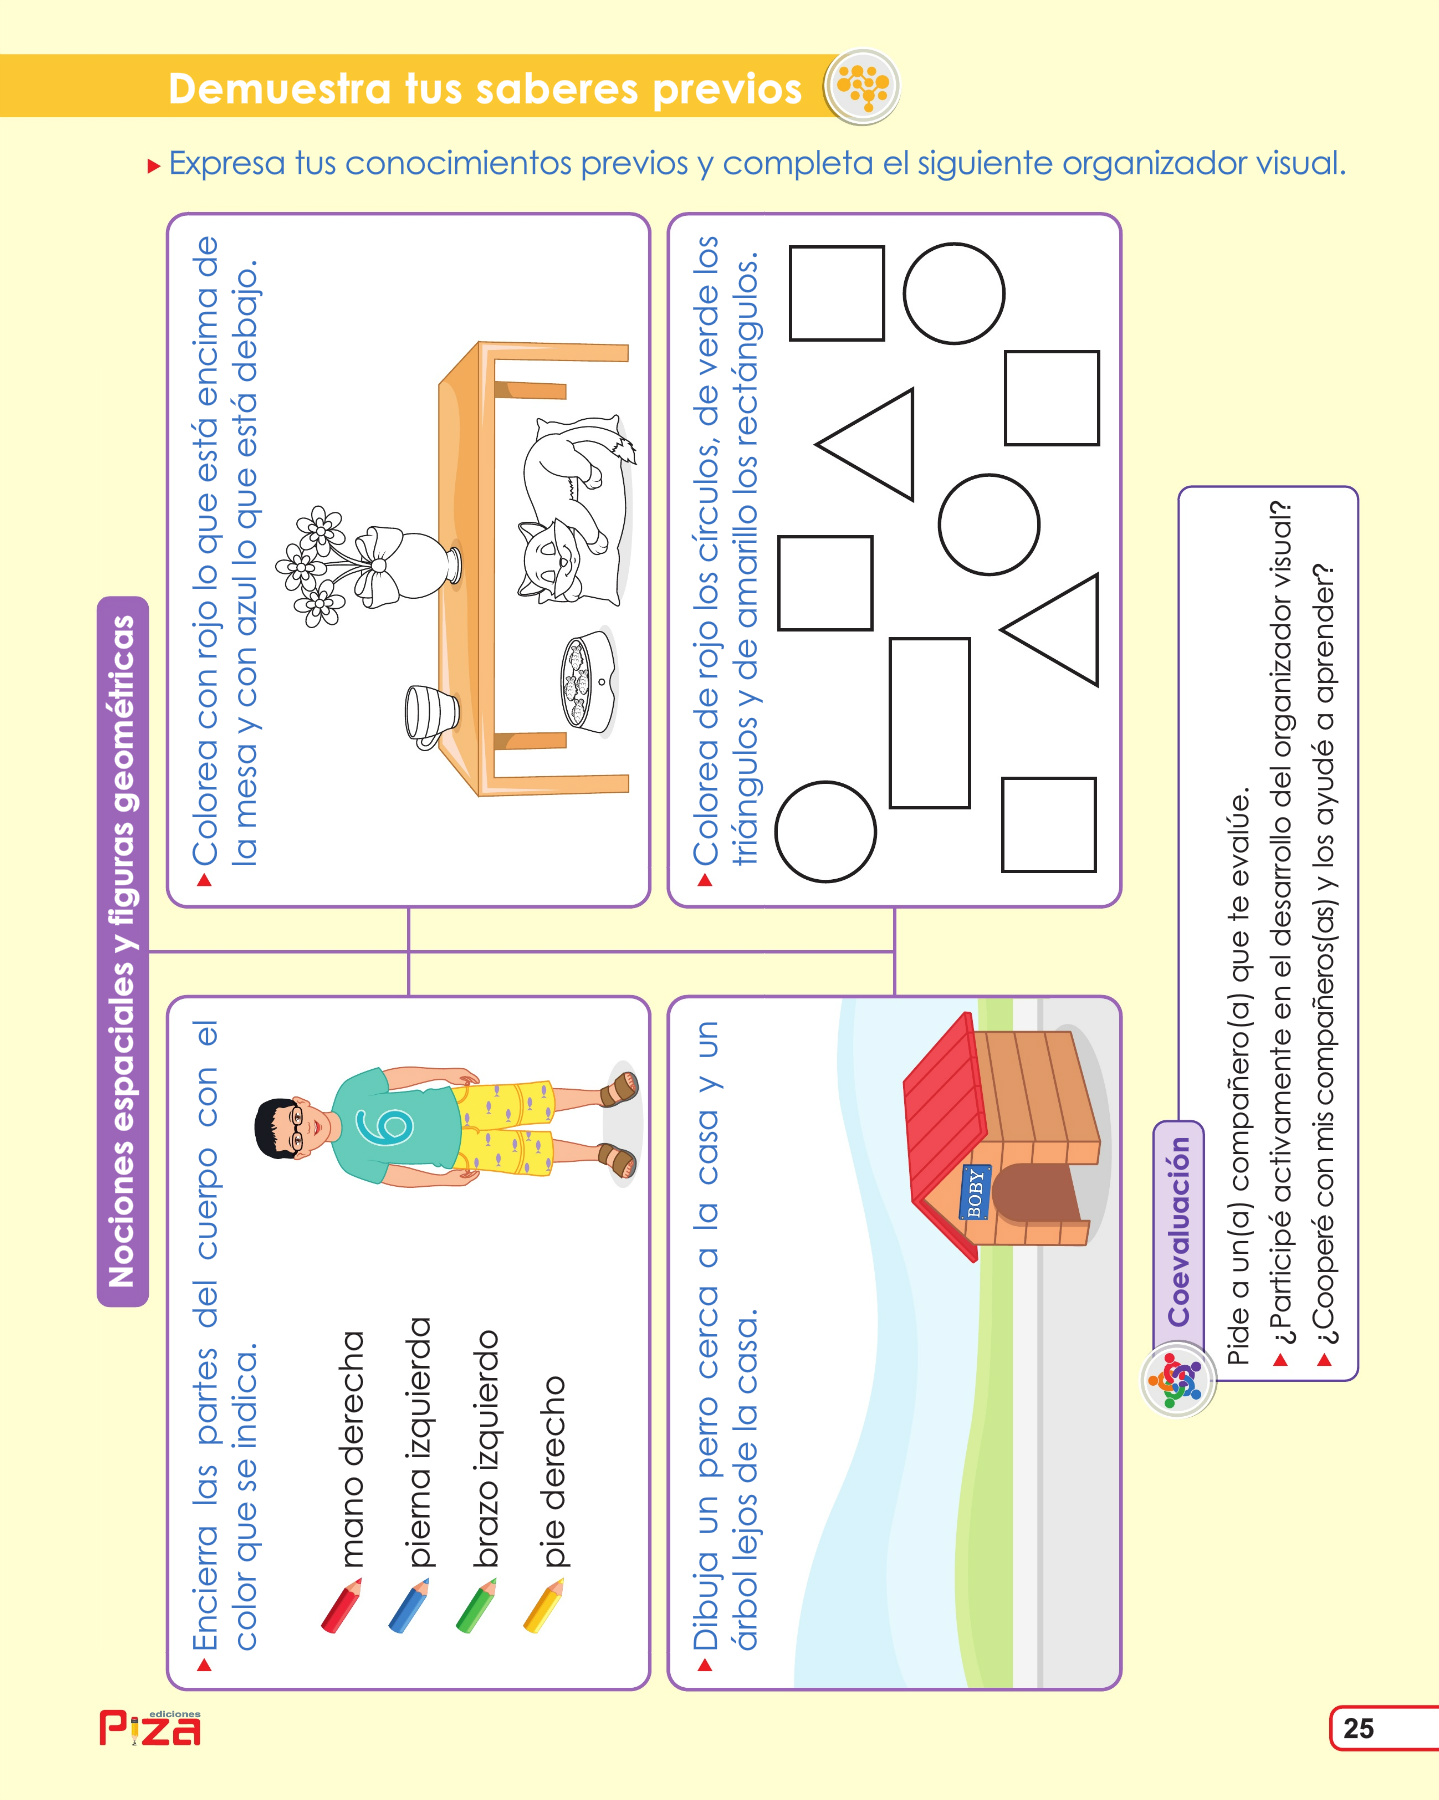 Demuestra tus saberes previos
Expresa tus conocimientos previos y completa el siguiente organizador visual.
Nociones espaciales y figuras geométricas
Encierra las partes del cuerpo con el
color que se indica.
mano derecha
pierna izquierda
brazo izquierdo
pie derecho
6
Colorea con rojo lo que está encima de
la mesa y con azul lo que está debajo.
Dibuja un perro cerca a la casa y un
árbol lejos de la casa.
BOBY
Colorea de rojo los círculos, de verde los
triángulos y de amarillo los rectángulos.
Coevaluación
Pide a un(a) compañero(a) que te evalúe.
¿Participé activamente en el desarrollo del organizador visual?
¿Cooperé con mis compañeros(as) y los ayudé a aprender?
ediciones
Piza
25